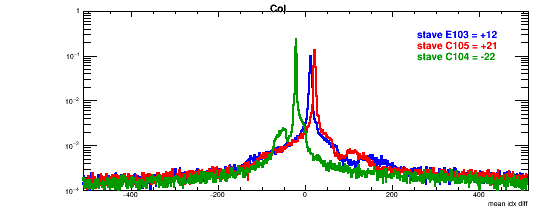 Col
stave E103 = +12
stave C105 = +21
stave C104 = -22
1
10⁻¹
10⁻²
10⁻³
10⁻⁴
-400 -200 0 200 400
mean idx diff